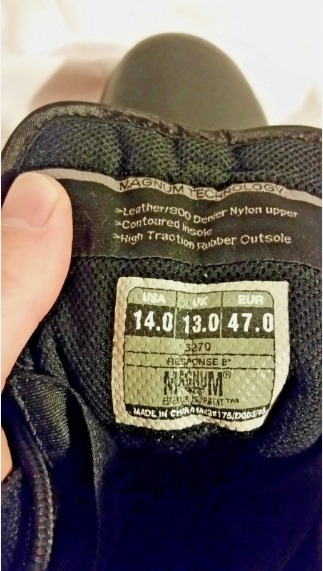 MAGNUM TECHNOLOGY
>Leather/900 Denier Nylon upper
>Contoured Insole
>High Traction Rubber Outsole
USA UK EUR
14.0 13.0 47.0
5270
RESPONSE 8"
MAGNUM®
MADE IN CHINA